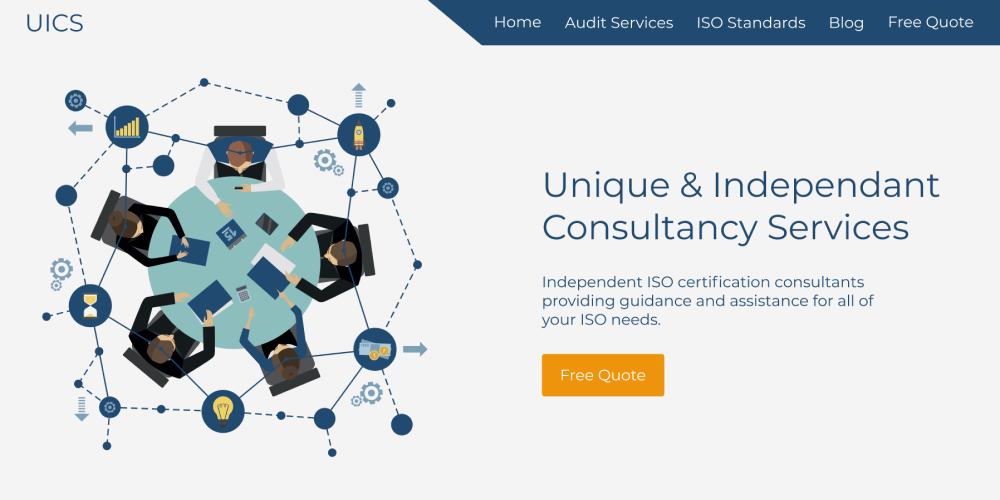 UICS
Home Audit Services ISO Standards Blog Free Quote
Unique & Independant
Consultancy Services
Independent ISO certification consultants
providing guidance and assistance for all of
your ISO needs.
Free Quote